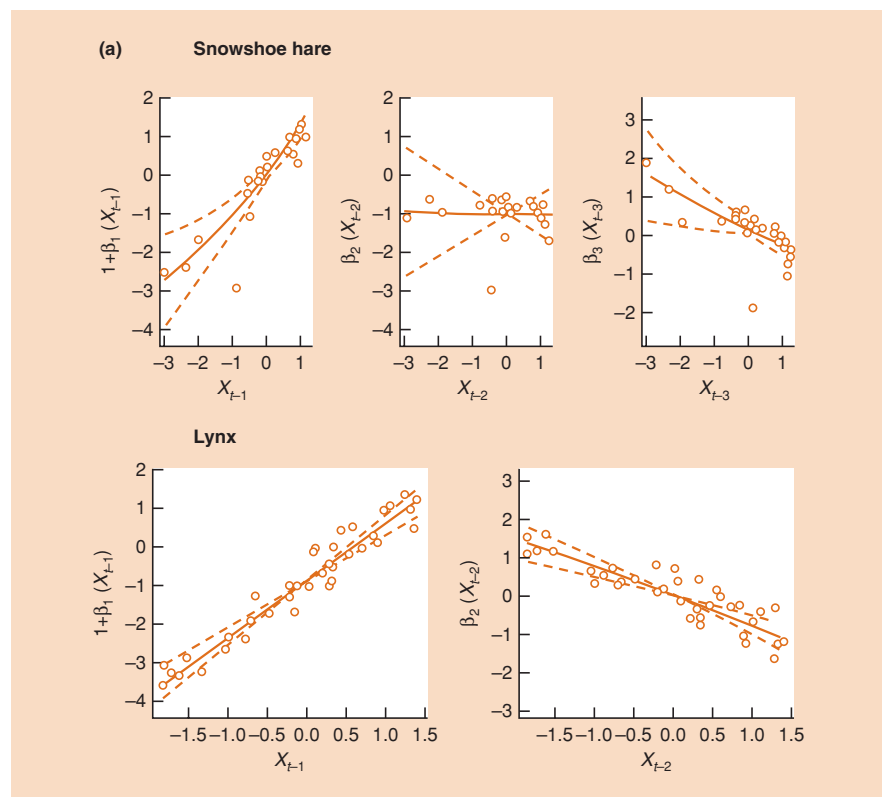 (a) Snowshoe hare
1+β₁ (Xₜ₋₁)
2
1
0
–1
–2
–3
–4
–3 –2 –1 0 1
Xₜ₋₁
β₂ (Xₜ₋₂)
2
1
0
–1
–2
–3
–4
–3 –2 –1 0 1
Xₜ₋₂
β₃ (Xₜ₋₃)
3
2
1
0
–1
–2
–3 –2 –1 0 1
Xₜ₋₃
Lynx
1+β₁ (Xₜ₋₁)
2
1
0
–1
–2
–3
–4
–1.5 –1.0 –0.5 0.0 0.5 1.0 1.5
Xₜ₋₁
β₂ (Xₜ₋₂)
3
2
1
0
–1
–2
–3
–1.5 –1.0 –0.5 0.0 0.5 1.0 1.5
Xₜ₋₂